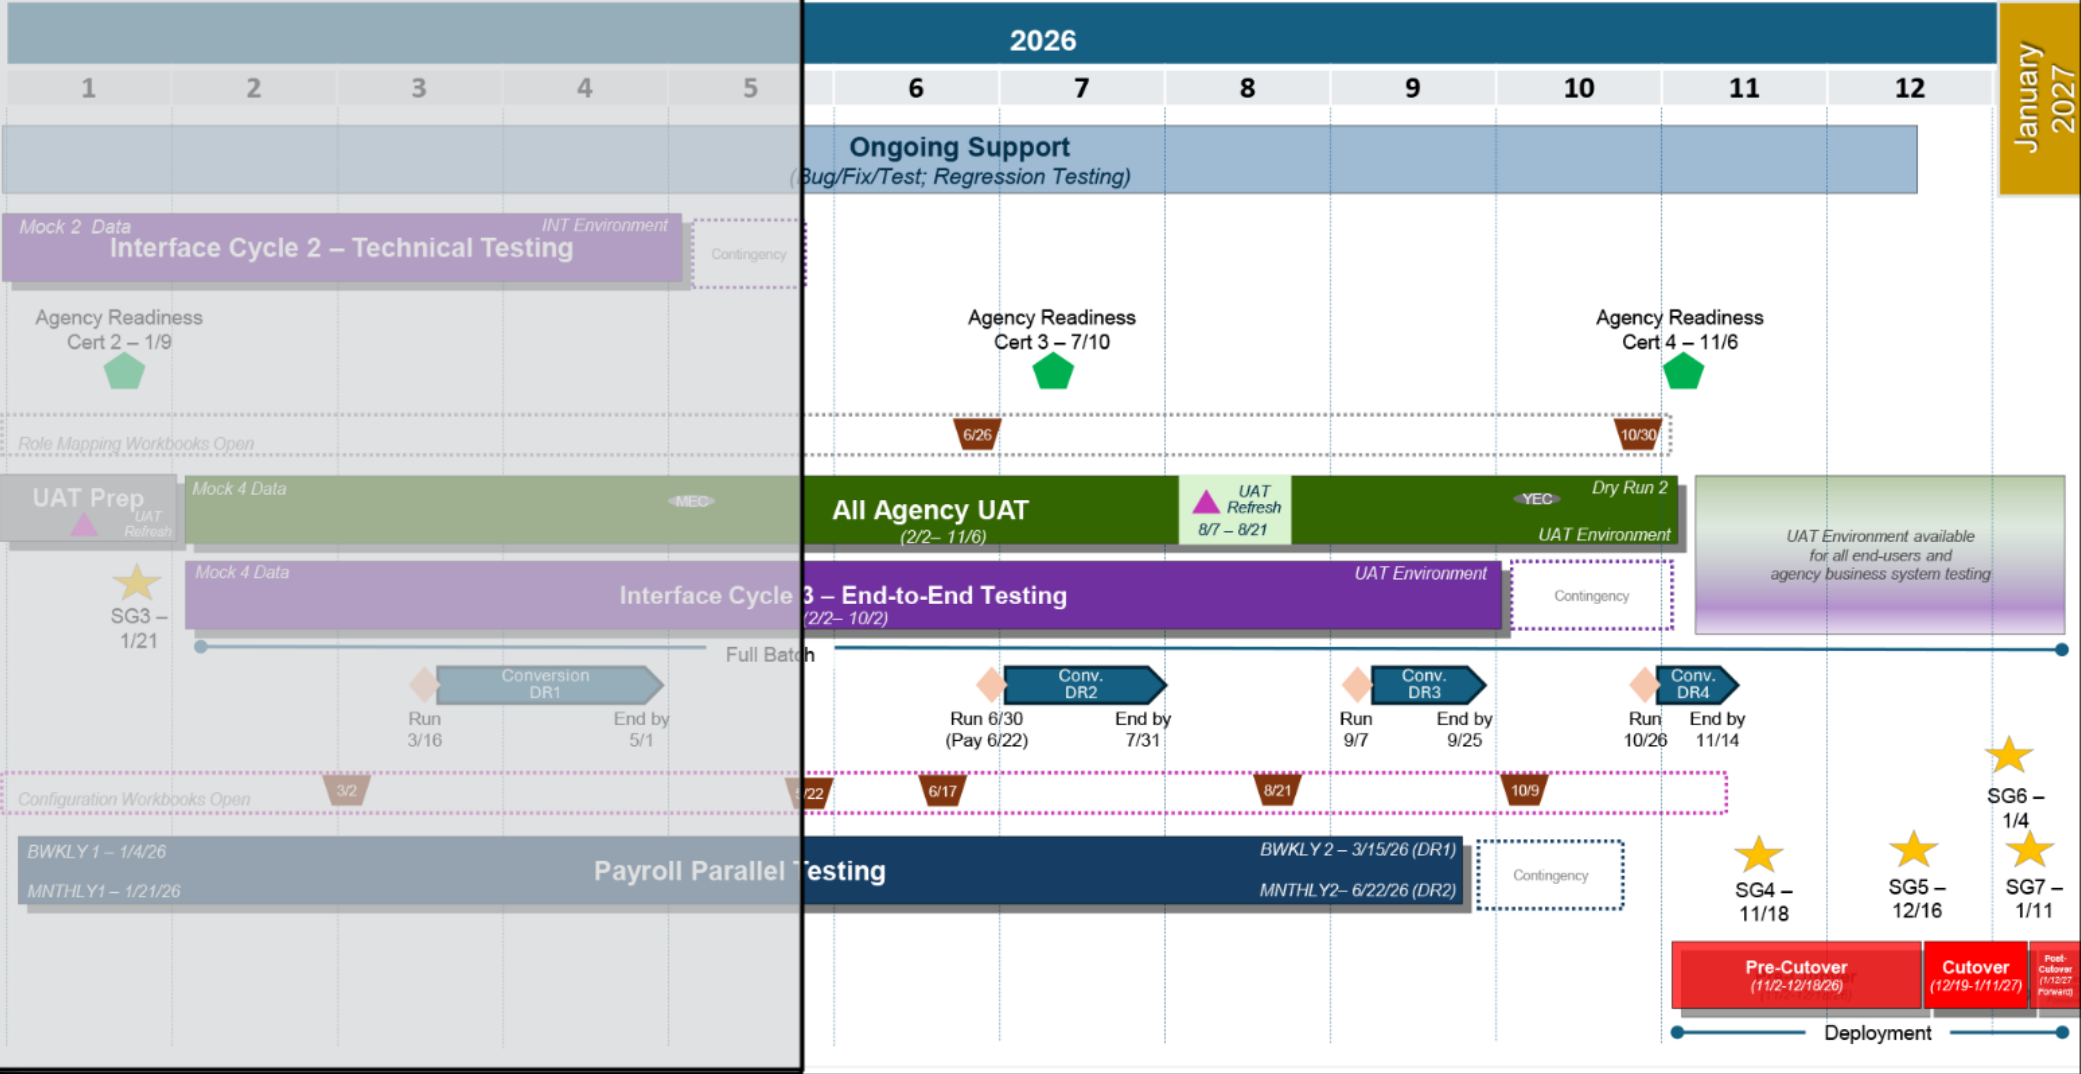 2026
January
2027
1 2 3 4 5 6 7 8 9 10 11 12
Ongoing Support
(Bug/Fix/Test; Regression Testing)
Mock 2 Data
INT Environment
Interface Cycle 2 – Technical Testing
Contingency
Agency Readiness
Cert 2 – 1/9
Agency Readiness
Cert 3 – 7/10
Agency Readiness
Cert 4 – 11/6
Role Mapping Workbooks Open
6/26
10/30
UAT Prep
UAT
Refresh
Mock 4 Data
MEC
All Agency UAT
(2/2– 11/6)
UAT
Refresh
8/7 – 8/21
YEC
Dry Run 2
UAT Environment
UAT Environment available
for all end-users and
agency business system testing
SG3 –
1/21
Mock 4 Data
Interface Cycle 3 – End-to-End Testing
(2/2– 10/2)
UAT Environment
Contingency
Full Batch
Conversion
DR1
Run
3/16
End by
5/1
Conv.
DR2
Run 6/30
(Pay 6/22)
End by
7/31
Conv.
DR3
Run
9/7
End by
9/25
Conv.
DR4
Run
10/26
End by
11/14
Configuration Workbooks Open
3/2
5/22
6/17
8/21
10/9
SG6 –
1/4
BWKLY 1 – 1/4/26
MNTHLY1 – 1/21/26
Payroll Parallel Testing
BWKLY 2 – 3/15/26 (DR1)
MNTHLY2– 6/22/26 (DR2)
Contingency
SG4 –
11/18
SG5 –
12/16
SG7 –
1/11
Pre-Cutover
(11/2-12/18/26)
Cutover
(12/19-1/11/27)
Post-
Cutover
(1/12/27
Forward)
Deployment